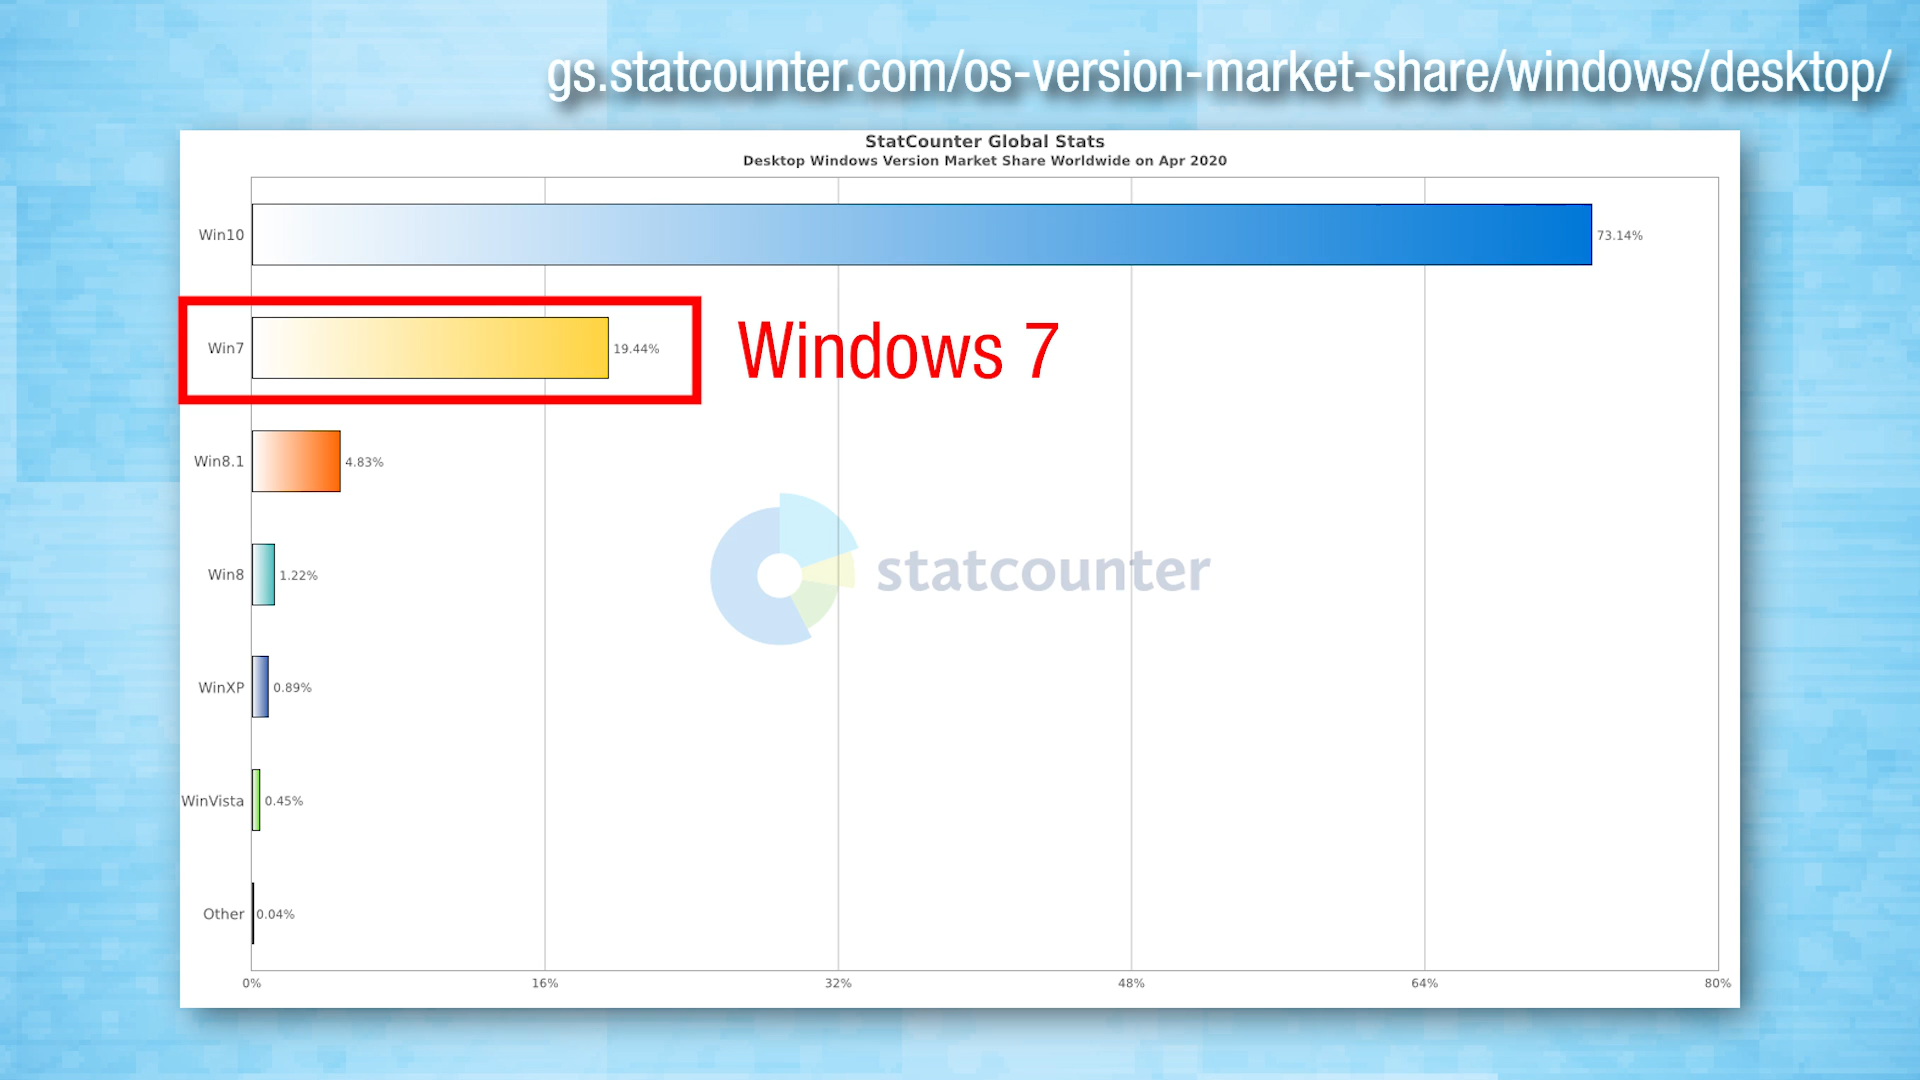 gs.statcounter.com/os-version-market-share/windows/desktop/
StatCounter Global Stats
Desktop Windows Version Market Share Worldwide on Apr 2020
Win10 73.14%
Win7 19.44% Windows 7
Win8.1 4.83%
Win8 1.22%
statcounter
WinXP 0.89%
WinVista 0.45%
Other 0.04%
0% 16% 32% 48% 64% 80%